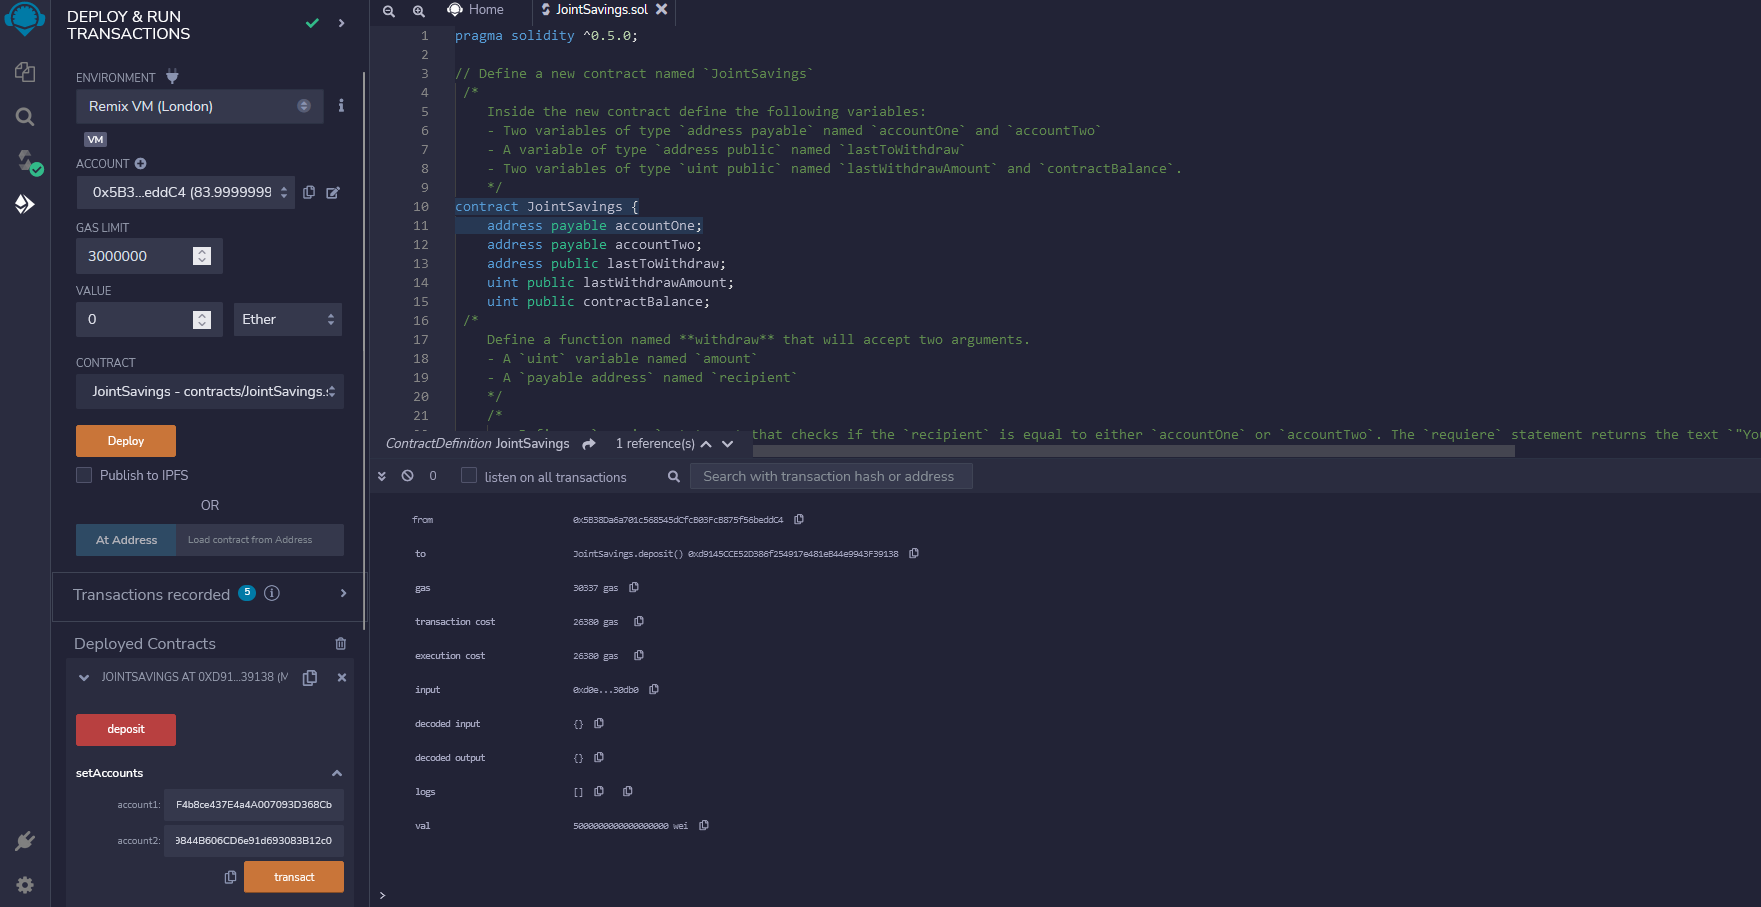 DEPLOY & RUN
TRANSACTIONS
ENVIRONMENT
Remix VM (London)
VM
ACCOUNT
0x5B3...eddC4 (83.9999999
GAS LIMIT
3000000
VALUE
0
Ether
CONTRACT
JointSavings - contracts/JointSavings.s
Deploy
Publish to IPFS
OR
At Address
Load contract from Address
Transactions recorded 5
Deployed Contracts
JOINTSAVINGS AT 0XD91...39138 (M
deposit
setAccounts
account1: F4b8ce437E4a4A007093D368Cb
account2: 9844B606CD6e91d693083B12c0
transact
Home
JointSavings.sol
1 pragma solidity ^0.5.0;
2
3 // Define a new contract named `JointSavings`
4 /*
5 Inside the new contract define the following variables:
6 - Two variables of type `address payable` named `accountOne` and `accountTwo`
7 - A variable of type `address public` named `lastToWithdraw`
8 - Two variables of type `uint public` named `lastWithdrawAmount` and `contractBalance`.
9 */
10 contract JointSavings {
11 address payable accountOne;
12 address payable accountTwo;
13 address public lastToWithdraw;
14 uint public lastWithdrawAmount;
15 uint public contractBalance;
16 /*
17 Define a function named **withdraw** that will accept two arguments.
18 - A `uint` variable named `amount`
19 - A `payable address` named `recipient`
20 */
21 /*
that checks if the `recipient` is equal to either `accountOne` or `accountTwo`. The `requiere` statement returns the text `"You
ContractDefinition JointSavings 1 reference(s)
0 listen on all transactions Search with transaction hash or address
from 0x5B38Da6a701c568545dCfcB03FcB875f56beddC4
to JointSavings.deposit() 0xd9145CCE52D386f254917e481eB44e9943F39138
gas 30337 gas
transaction cost 26380 gas
execution cost 26380 gas
input 0xd0e...30db0
decoded input {}
decoded output {}
logs []
val 5000000000000000000 wei
>